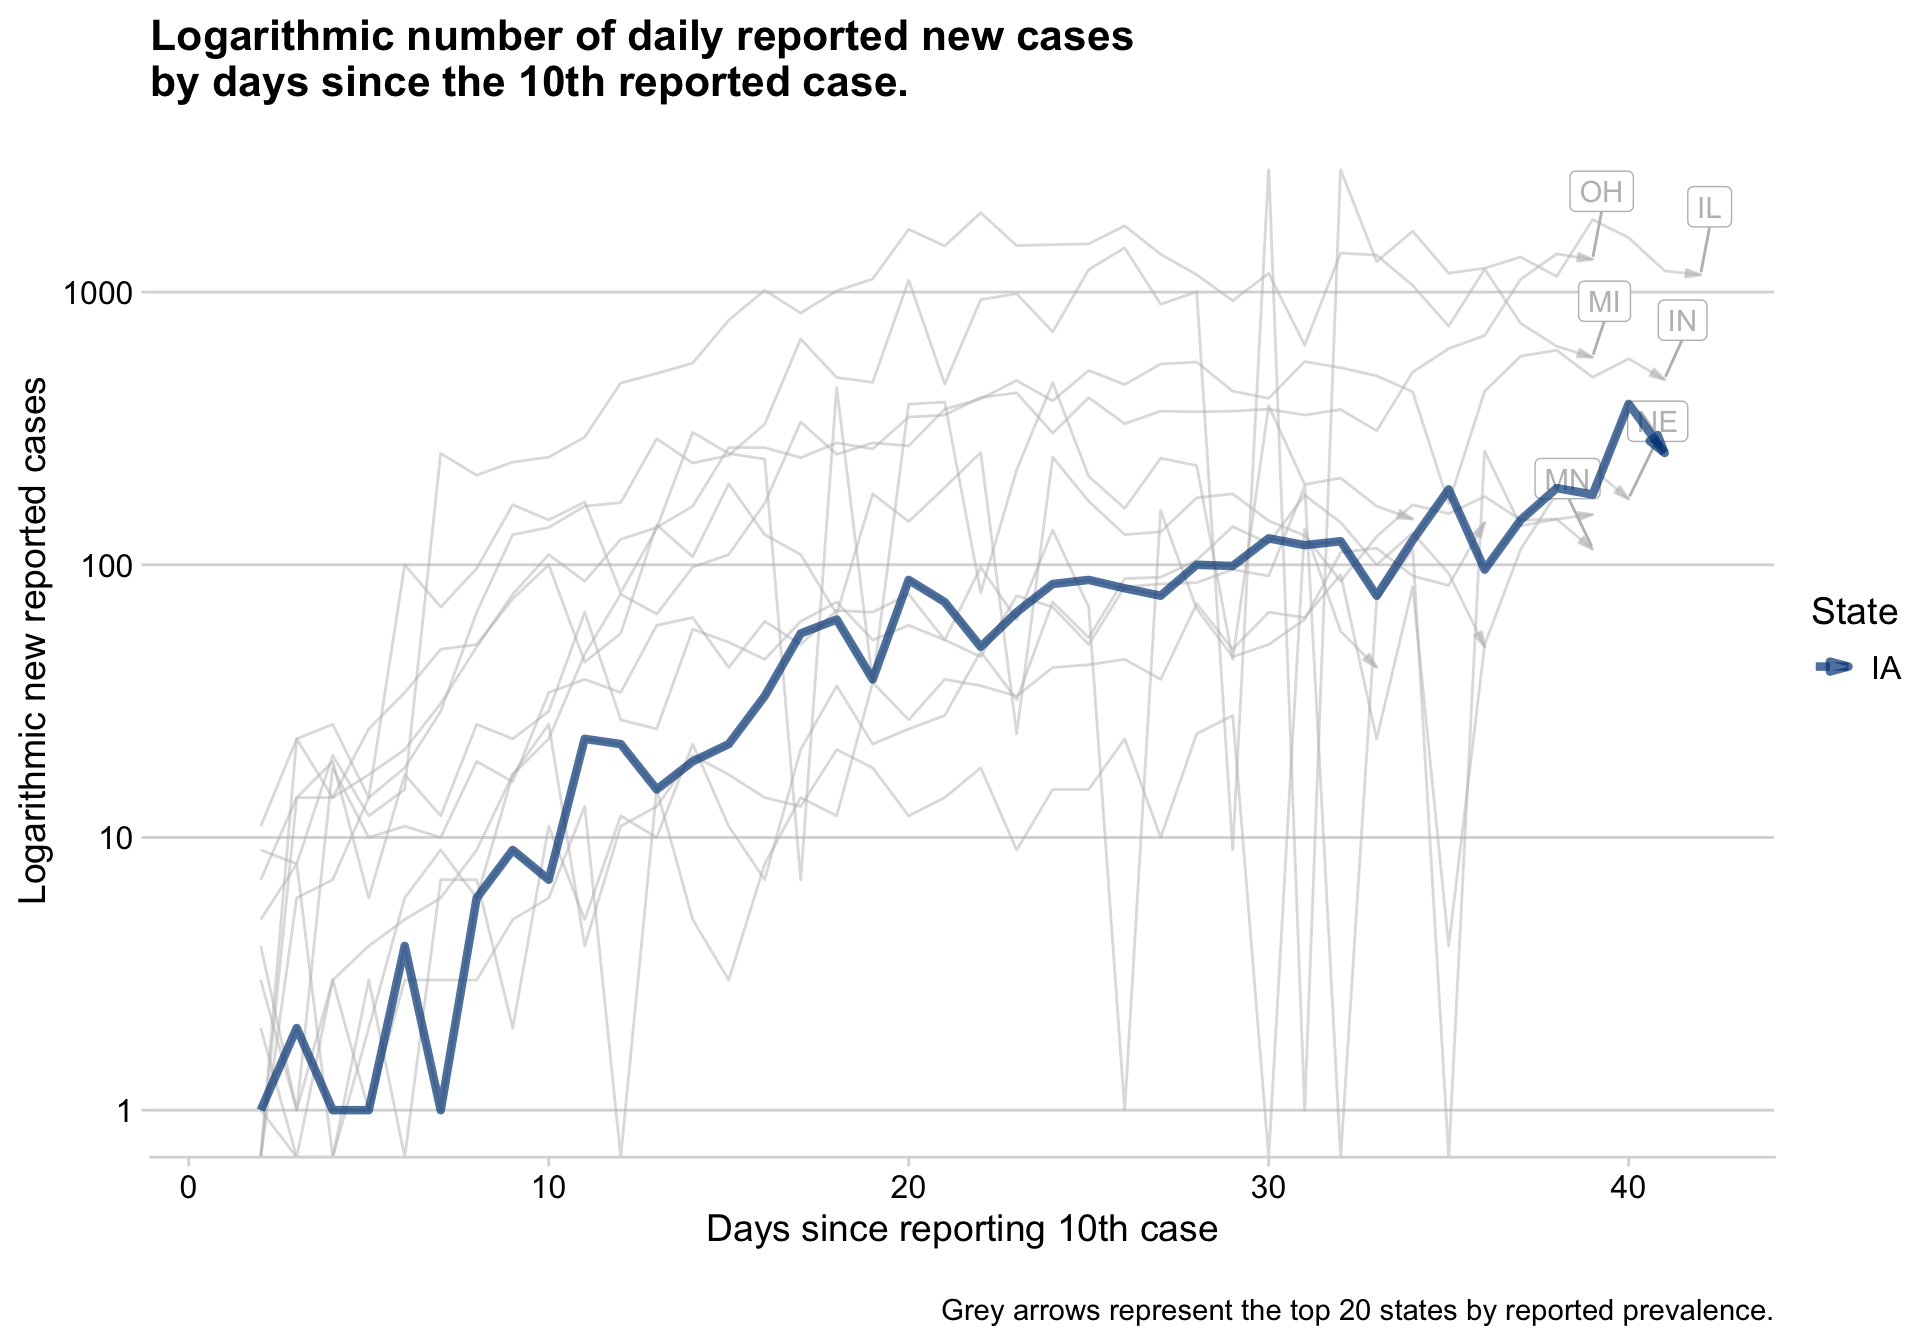 Logarithmic number of daily reported new cases
by days since the 10th reported case.
Logarithmic new reported cases
1000
100
10
1
OH
IL
MI
IN
NE
MN
State
IA
0
10
20
30
40
Days since reporting 10th case
Grey arrows represent the top 20 states by reported prevalence.